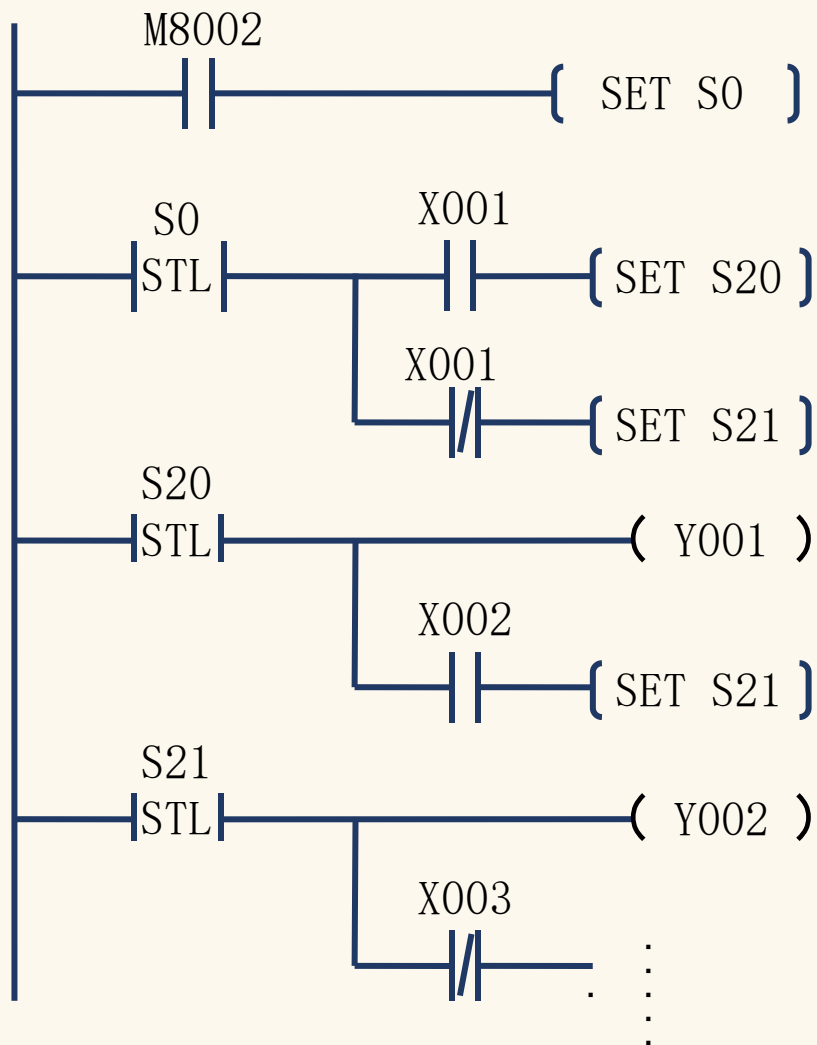 M8002
SET S0
S0
STL
X001
SET S20
X001
SET S21
S20
STL
Y001
X002
SET S21
S21
STL
Y002
X003